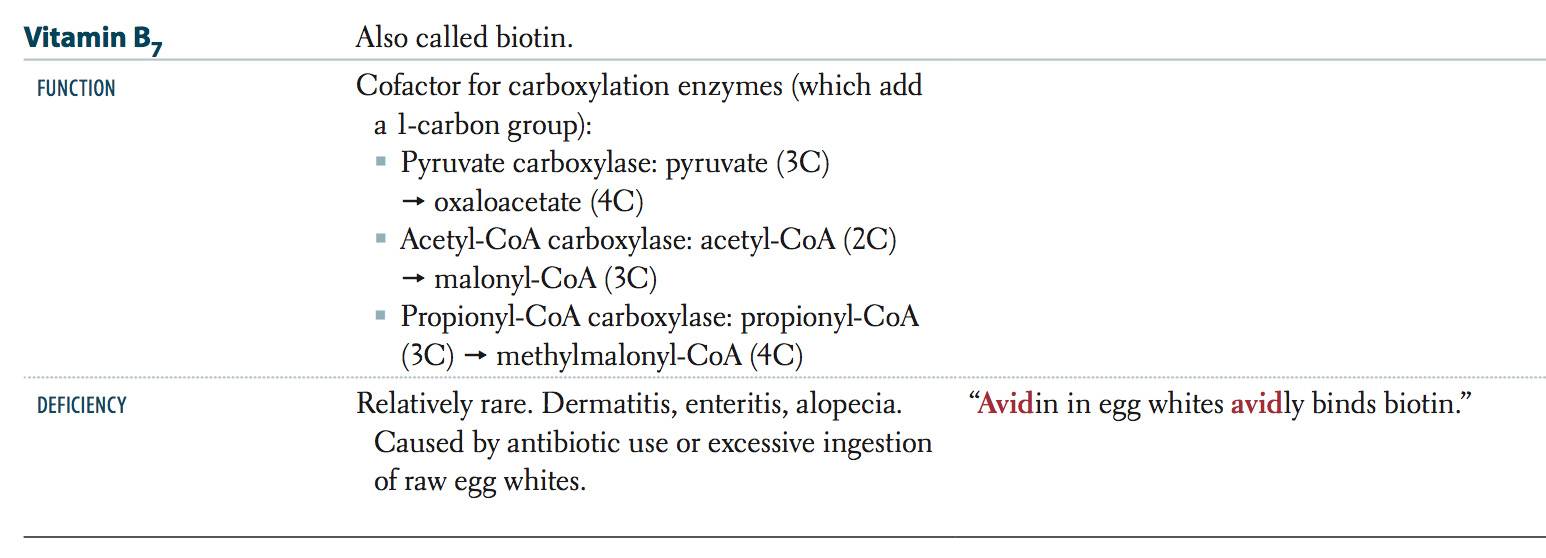 Vitamin B7 Also called biotin.
FUNCTION Cofactor for carboxylation enzymes (which add
a 1-carbon group):
▪ Pyruvate carboxylase: pyruvate (3C)
→ oxaloacetate (4C)
▪ Acetyl-CoA carboxylase: acetyl-CoA (2C)
→ malonyl-CoA (3C)
▪ Propionyl-CoA carboxylase: propionyl-CoA
(3C) → methylmalonyl-CoA (4C)
DEFICIENCY Relatively rare. Dermatitis, enteritis, alopecia. “Avidin in egg whites avidly binds biotin.”
Caused by antibiotic use or excessive ingestion
of raw egg whites.